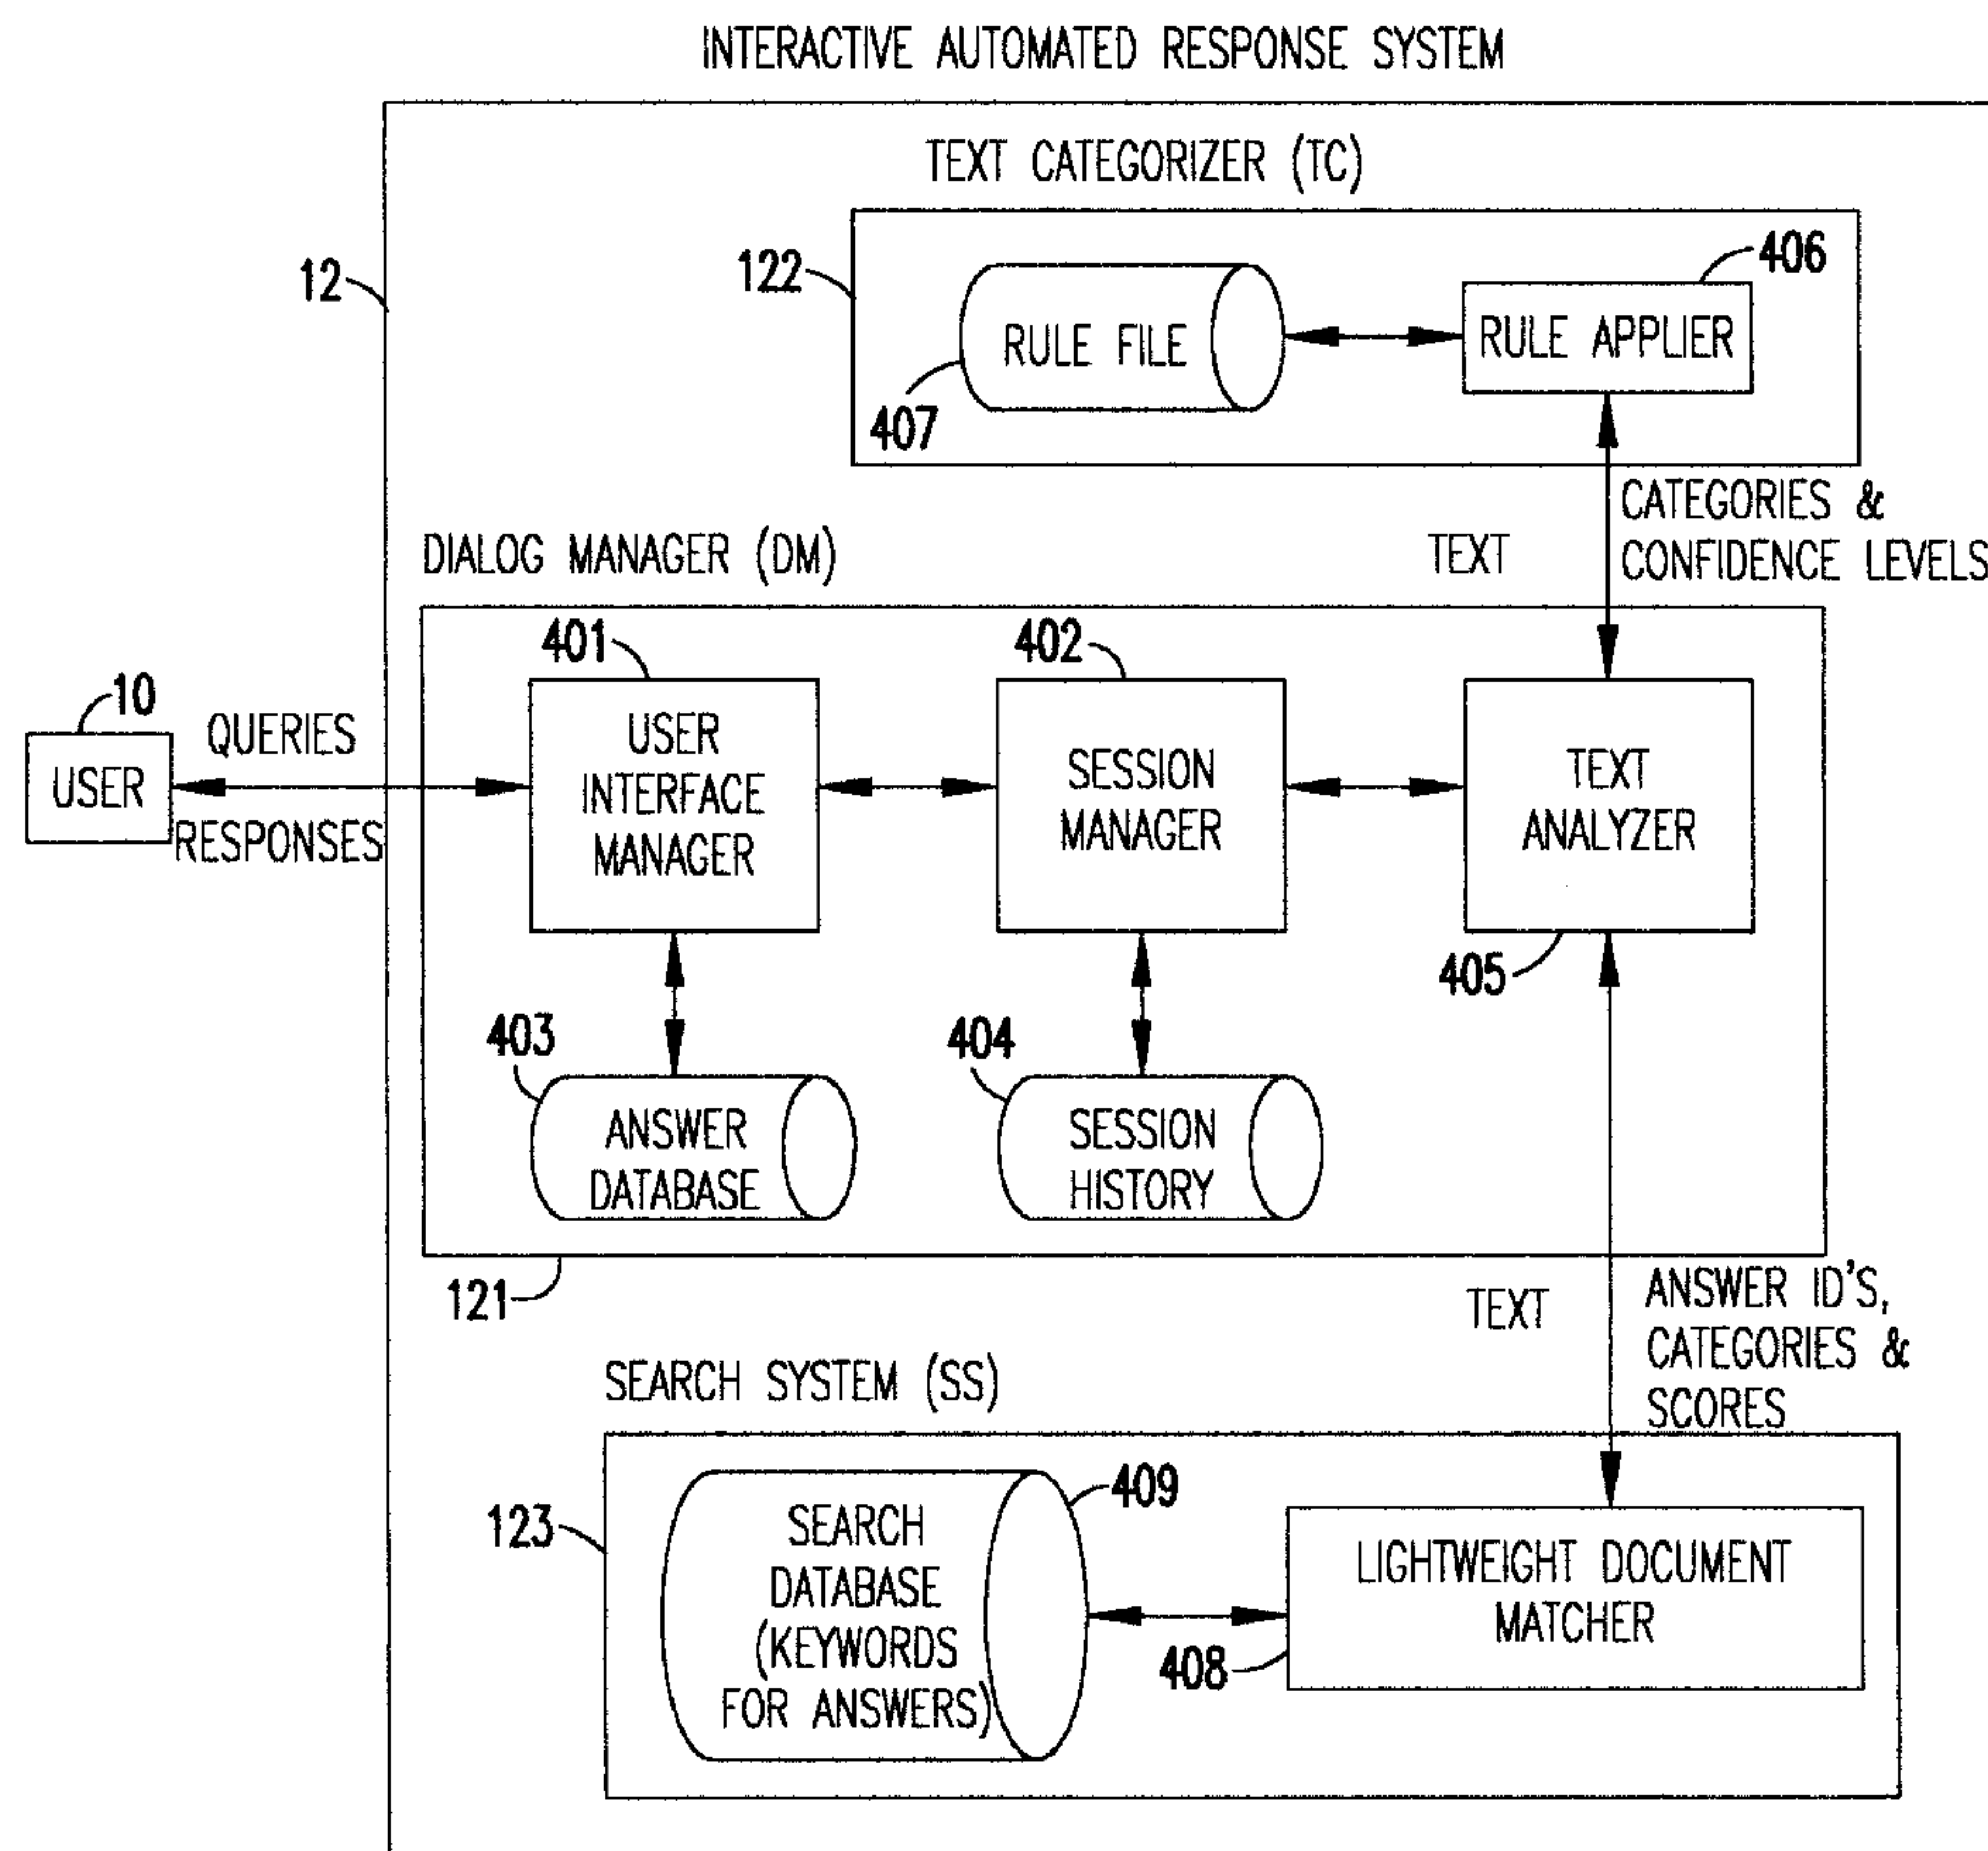 INTERACTIVE AUTOMATED RESPONSE SYSTEM
TEXT CATEGORIZER (TC)
12
122
406
RULE FILE
RULE APPLIER
407
CATEGORIES &
CONFIDENCE LEVELS
TEXT
DIALOG MANAGER (DM)
401
402
10
QUERIES
USER
RESPONSES
USER
INTERFACE
MANAGER
SESSION
MANAGER
TEXT
ANALYZER
405
403
404
ANSWER
DATABASE
SESSION
HISTORY
121
TEXT
ANSWER ID'S,
CATEGORIES &
SCORES
SEARCH SYSTEM (SS)
123
409
SEARCH
DATABASE
(KEYWORDS
FOR ANSWERS)
408
LIGHTWEIGHT DOCUMENT
MATCHER